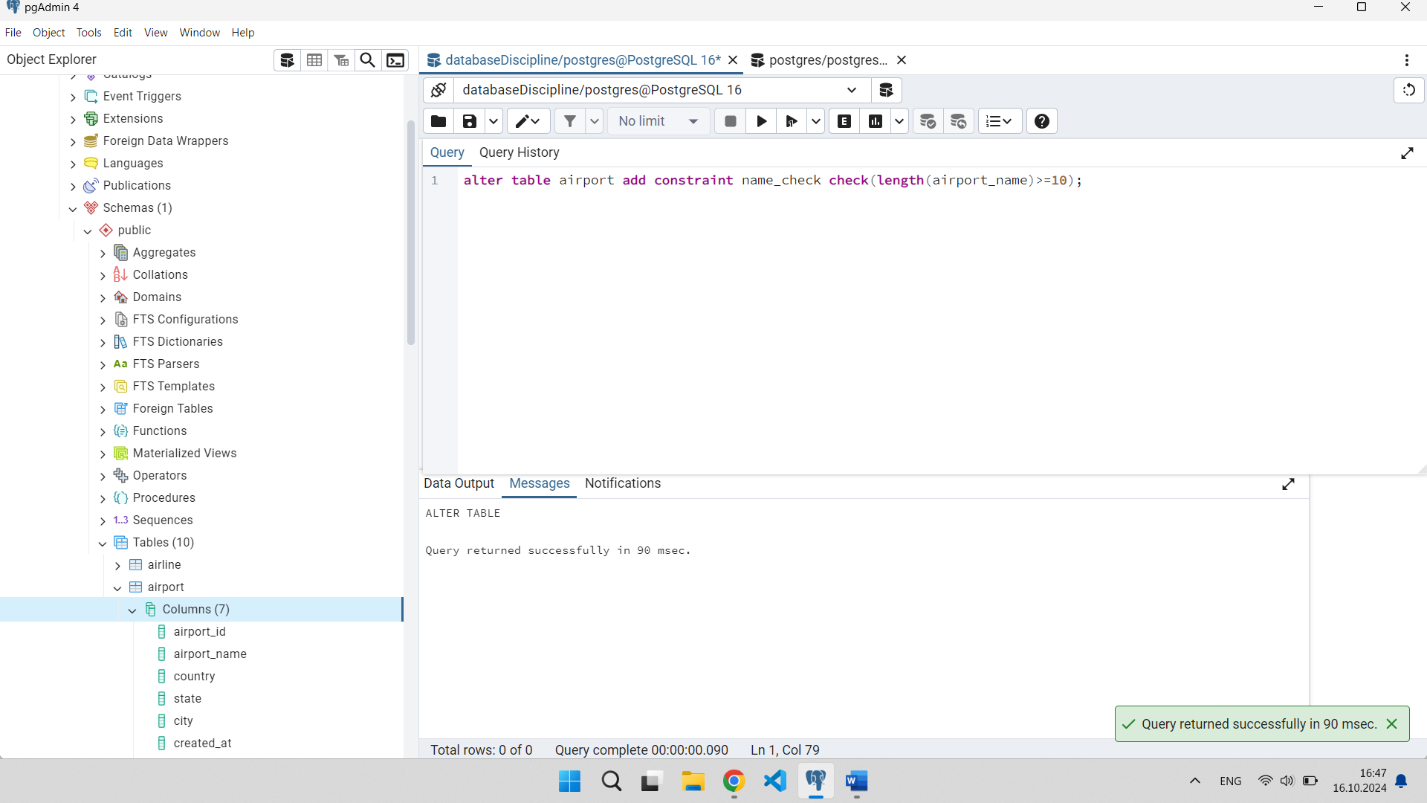 pgAdmin 4
File Object Tools Edit View Window Help
Object Explorer
databaseDiscipline/postgres@PostgreSQL 16*
postgres/postgres...
databaseDiscipline/postgres@PostgreSQL 16
No limit
E
Query Query History
1 alter table airport add constraint name_check check(length(airport_name)>=10);
Catalogs
Event Triggers
Extensions
Foreign Data Wrappers
Languages
Publications
Schemas (1)
public
Aggregates
Collations
Domains
FTS Configurations
FTS Dictionaries
Aa FTS Parsers
FTS Templates
Foreign Tables
Functions
Materialized Views
Operators
Procedures
1..3 Sequences
Tables (10)
airline
airport
Columns (7)
airport_id
airport_name
country
state
city
created_at
Data Output Messages Notifications
ALTER TABLE
Query returned successfully in 90 msec.
Query returned successfully in 90 msec.
Total rows: 0 of 0 Query complete 00:00:00.090 Ln 1, Col 79
ENG
16:47
16.10.2024